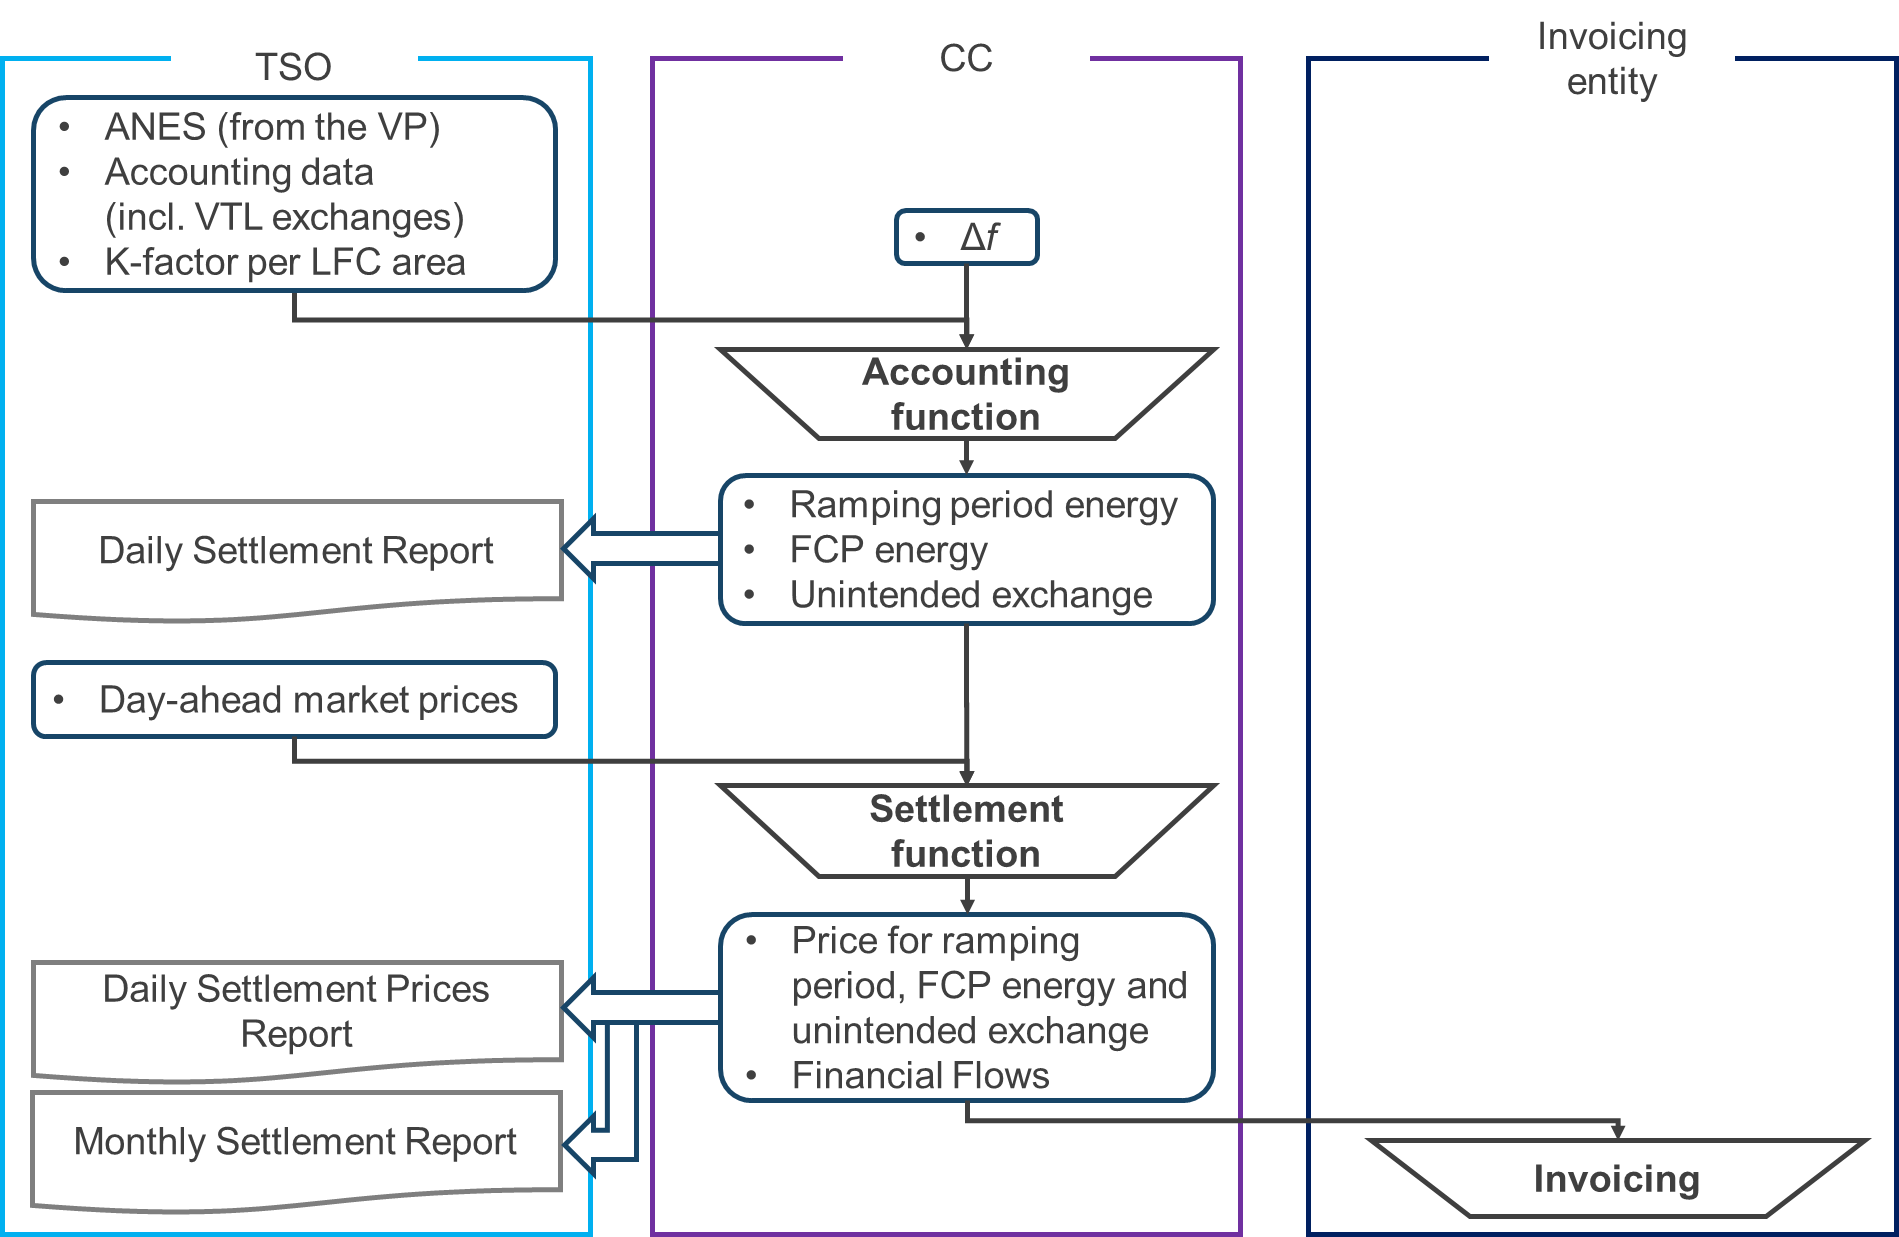 TSO
CC
Invoicing
entity
• ANES (from the VP)
• Accounting data
(incl. VTL exchanges)
• K-factor per LFC area
• Δf
Accounting
function
• Ramping period energy
• FCP energy
• Unintended exchange
Daily Settlement Report
• Day-ahead market prices
Settlement
function
• Price for ramping
period, FCP energy and
unintended exchange
• Financial Flows
Daily Settlement Prices
Report
Monthly Settlement Report
Invoicing